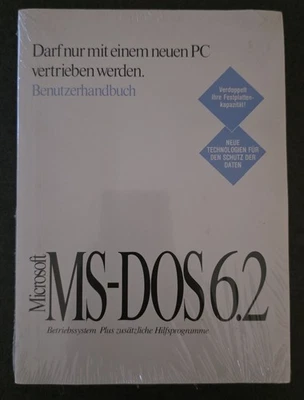 Darf nur mit einem neuen PC
vertrieben werden.
Benutzerhandbuch
Verdoppelt
Ihre Festplatten-
kapazität!
NEUE
TECHNOLOGIEN FÜR
DEN SCHUTZ DER
DATEN
Microsoft
MS-DOS 6.2
Betriebssystem Plus zusätzliche Hilfsprogramme